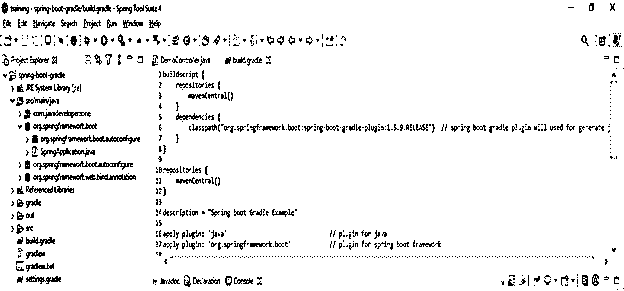 training - spring-boot-gradle/build.gradle - Spring Tool Suite 4
File Edit Navigate Search Project Run Window Help
Project Explorer
DemoController.java build.gradle
spring-boot-gradle
JRE System Library
src/main/java
com.javadeveloperzone
org.springframework.boot
org.springframework.boot.autoconfigure
SpringApplication.java
org.springframework.boot.autoconfigure
org.springframework.web.bind.annotation
Referenced Libraries
gradle
out
src
build.gradle
gradlew
gradlew.bat
settings.gradle
1 buildscript {
2 repositories {
3 mavenCentral()
4 }
5 dependencies {
6 classpath("org.springframework.boot:spring-boot-gradle-plugin:1.5.9.RELEASE") // spring boot gradle plugin will used for generate
7 }
8 }
9
10 repositories {
11 mavenCentral()
12 }
13
14 description = "Spring boot Gradle Example"
15
16 apply plugin: 'java' // plugin for java
17 apply plugin: 'org.springframework.boot' // plugin for spring boot framework
Javadoc Declaration Console